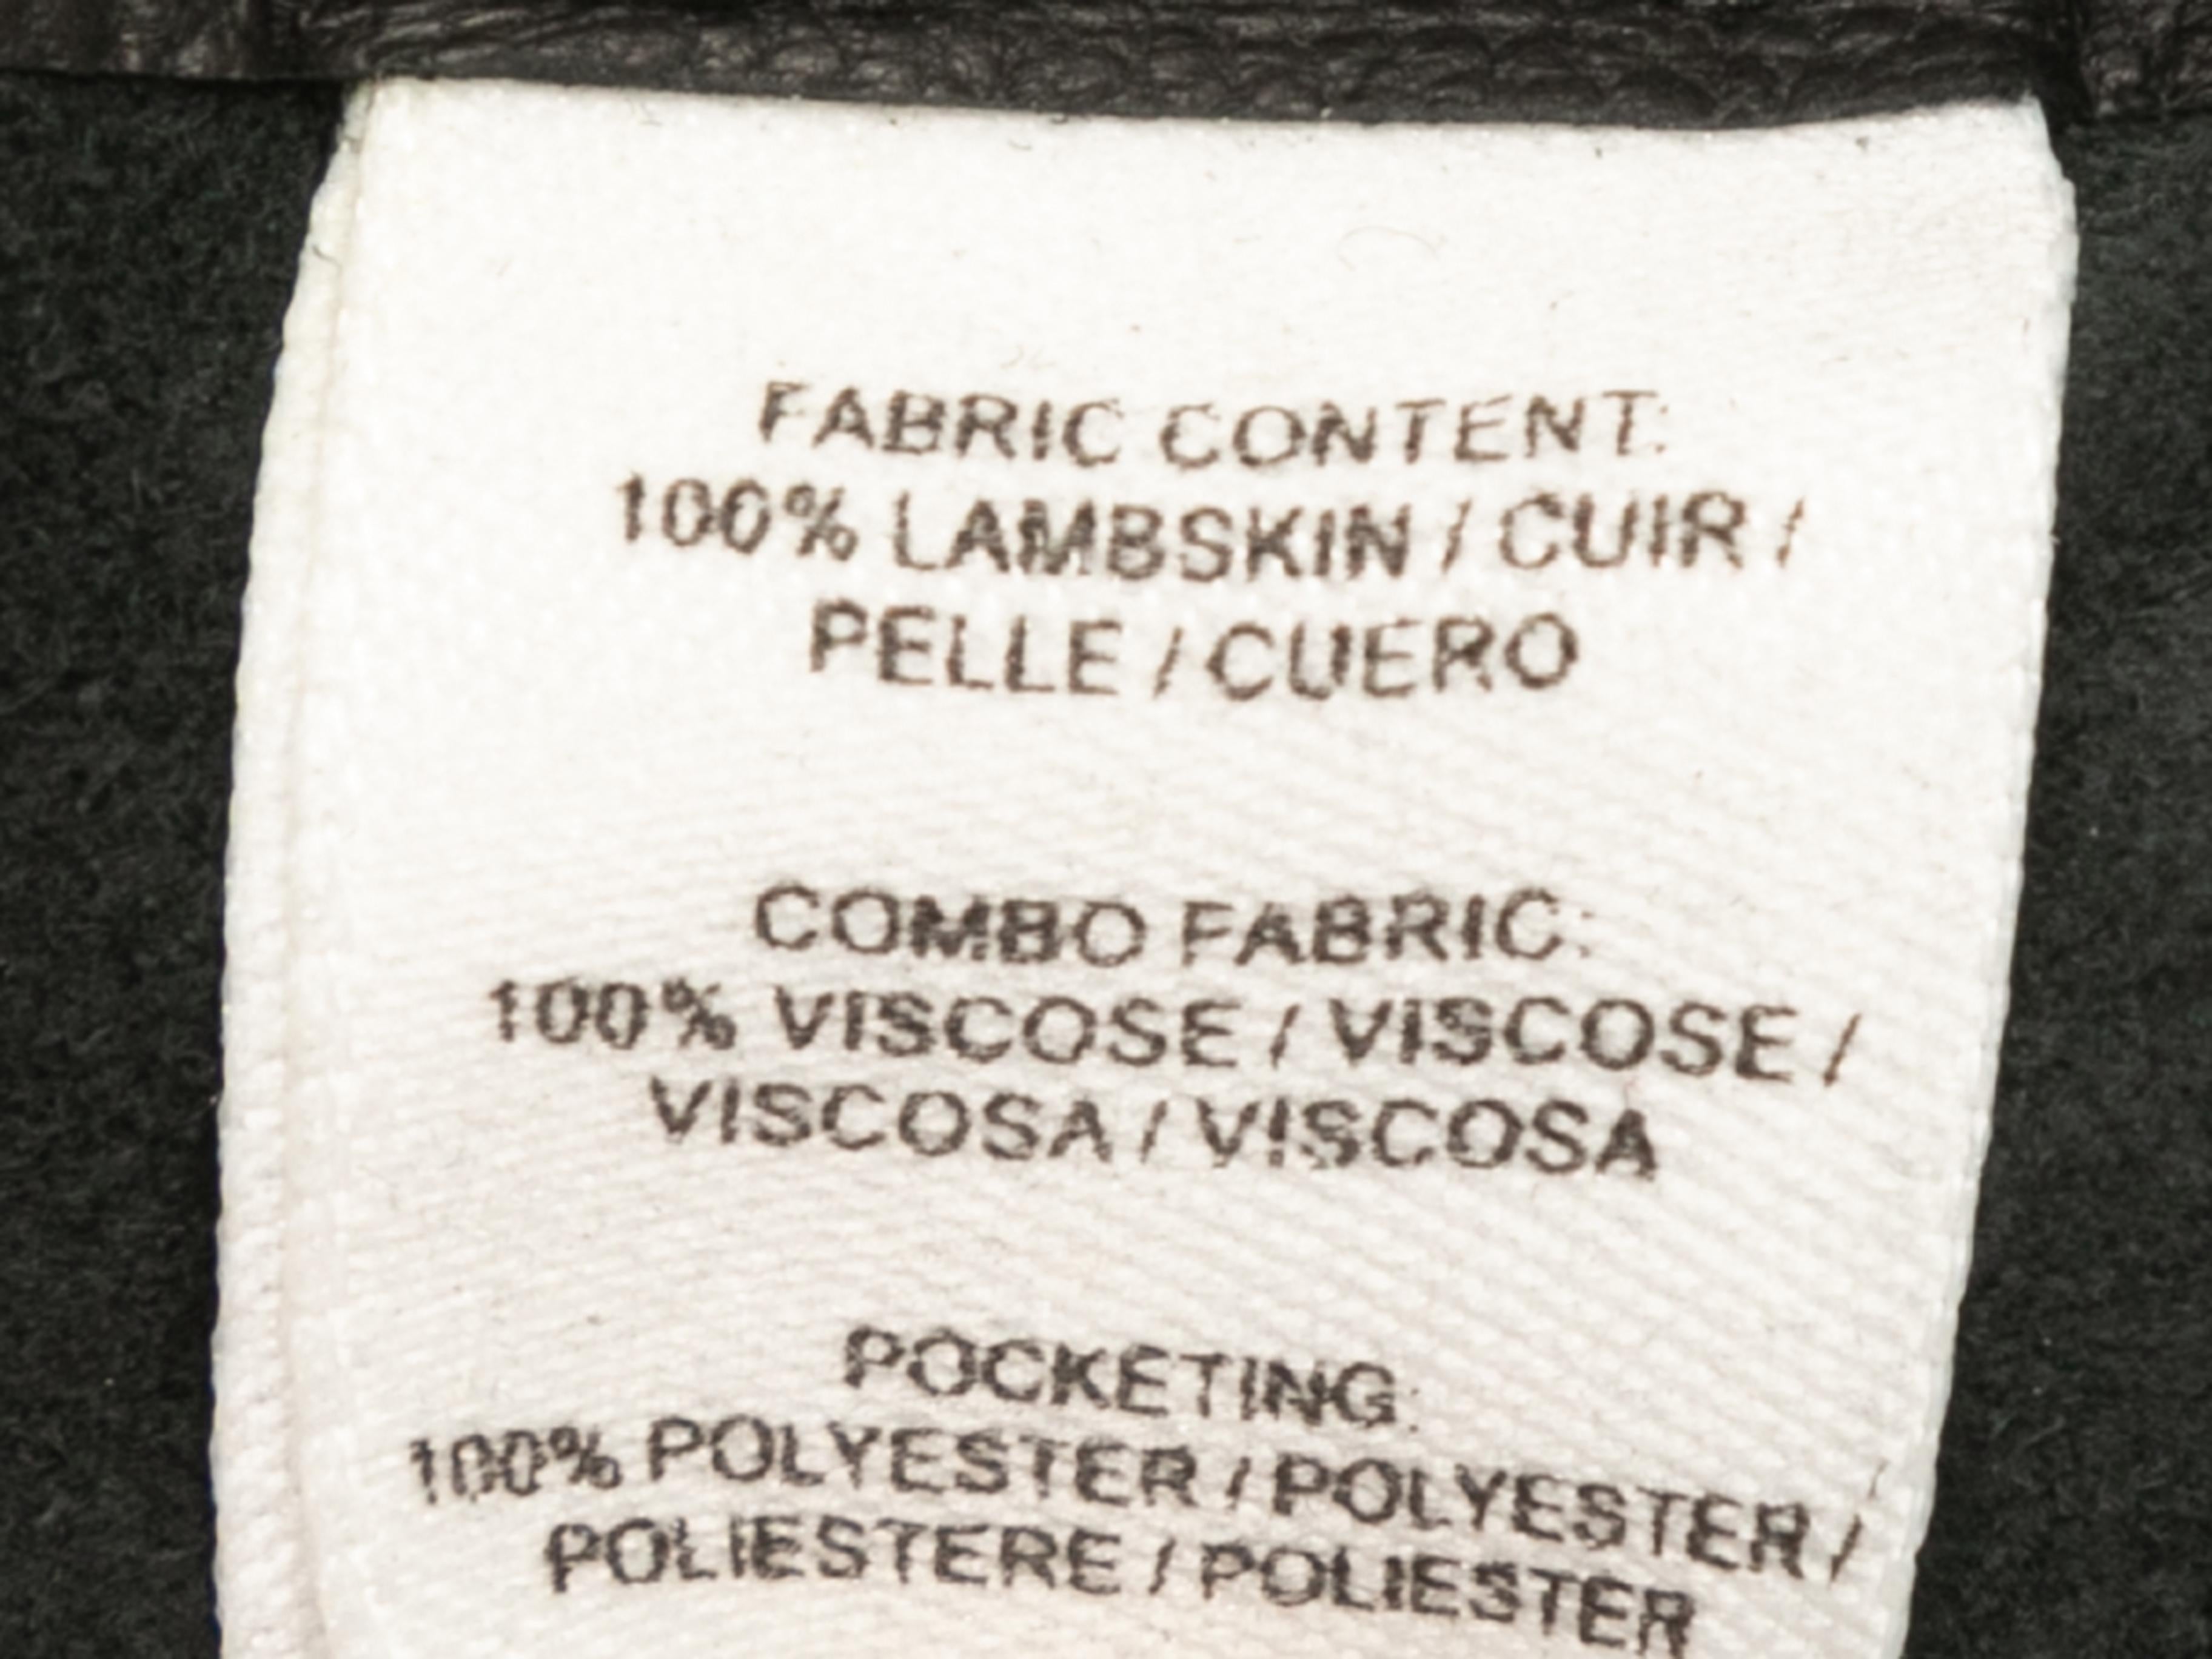 FABRIC CONTENT:
100% LAMBSKIN / CUIR /
PELLE / CUERO
COMBO FABRIC:
100% VISCOSE / VISCOSE /
VISCOSA / VISCOSA
POCKETING:
100% POLYESTER / POLYESTER /
POLIESTERE / POLIESTER